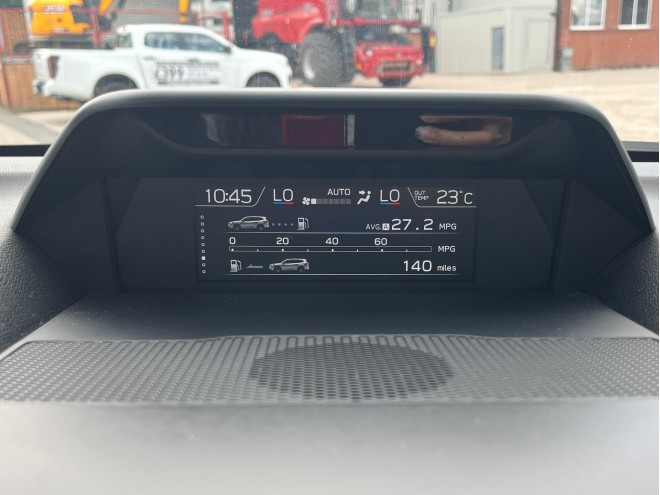 10:45 LO AUTO LO OUT TEMP 23°C
AVG. A 27.2 MPG
0 20 40 60 MPG
140 miles